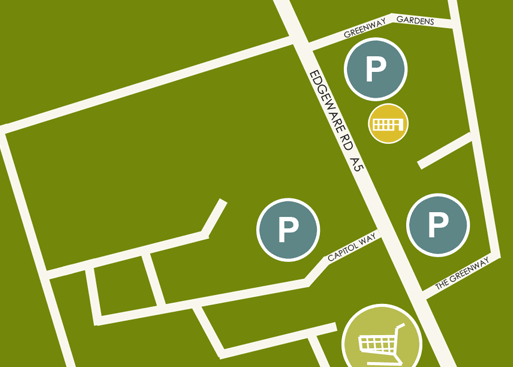 GREENWAY GARDENS
P
EDGEWARE RD A5
P
P
CAPITOL WAY
THE GREENWAY